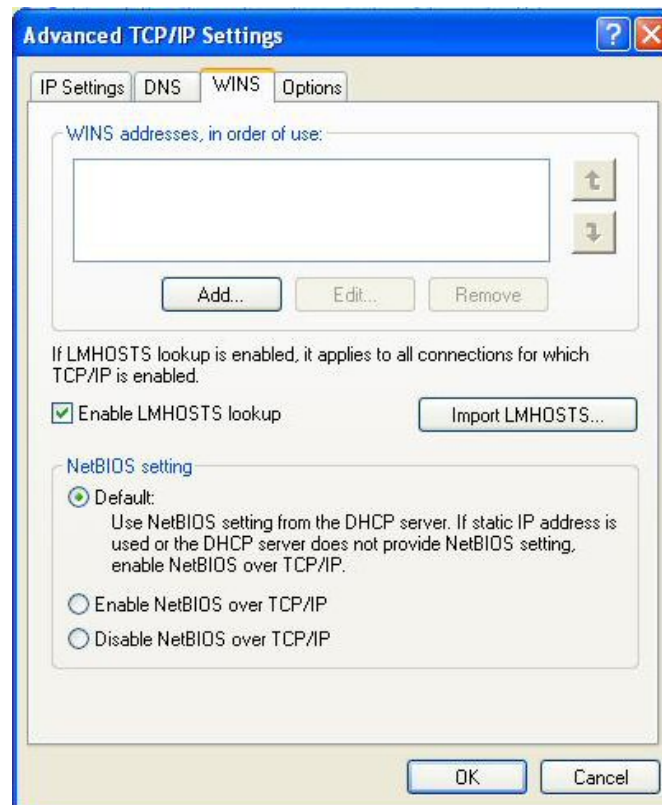 Advanced TCP/IP Settings
IP Settings DNS WINS Options
WINS addresses, in order of use:
Add... Edit... Remove
If LMHOSTS lookup is enabled, it applies to all connections for which
TCP/IP is enabled.
Enable LMHOSTS lookup Import LMHOSTS...
NetBIOS setting
Default:
Use NetBIOS setting from the DHCP server. If static IP address is
used or the DHCP server does not provide NetBIOS setting,
enable NetBIOS over TCP/IP.
Enable NetBIOS over TCP/IP
Disable NetBIOS over TCP/IP
OK Cancel